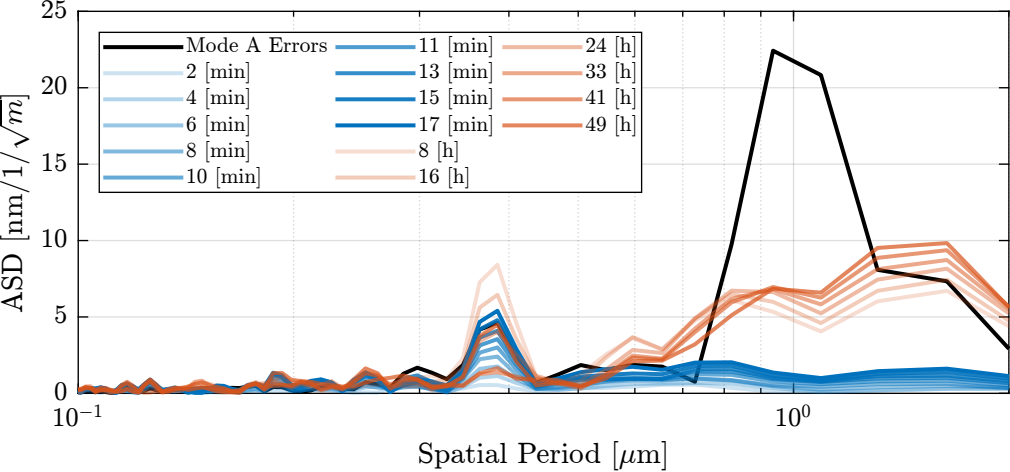 25
20
15
10
5
0
ASD [nm/1/√m]
Mode A Errors
2 [min]
4 [min]
6 [min]
8 [min]
10 [min]
11 [min]
13 [min]
15 [min]
17 [min]
8 [h]
16 [h]
24 [h]
33 [h]
41 [h]
49 [h]
10⁻¹
10⁰
Spatial Period [μm]